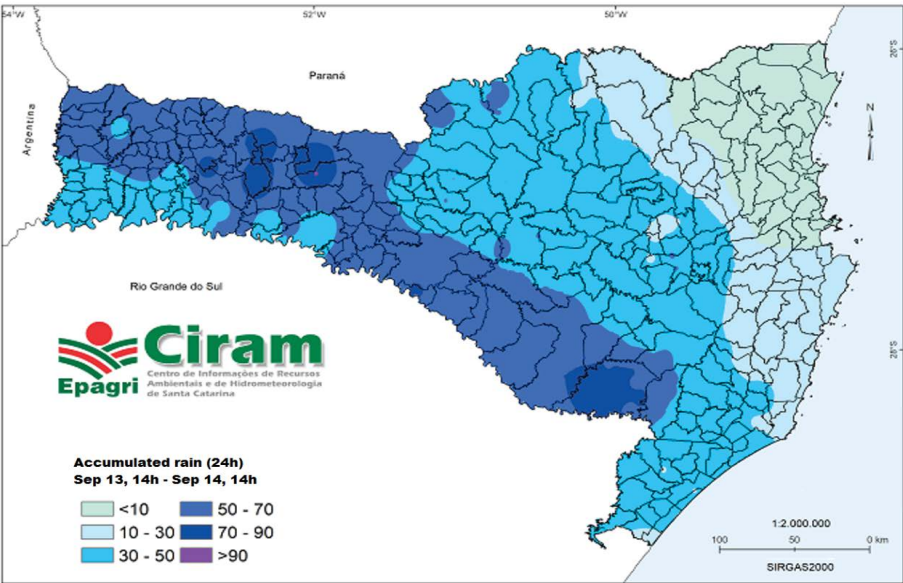 54°W
52°W
50°W
26°S
Paraná
Argentina
N
Rio Grande do Sul
Ciram
Epagri
Centro de Informações de Recursos
Ambientais e de Hidrometeorologia
de Santa Catarina
28°S
Accumulated rain (24h)
Sep 13, 14h - Sep 14, 14h
<10
50 - 70
10 - 30
70 - 90
30 - 50
>90
1:2.000.000
100 50 0 km
SIRGAS2000